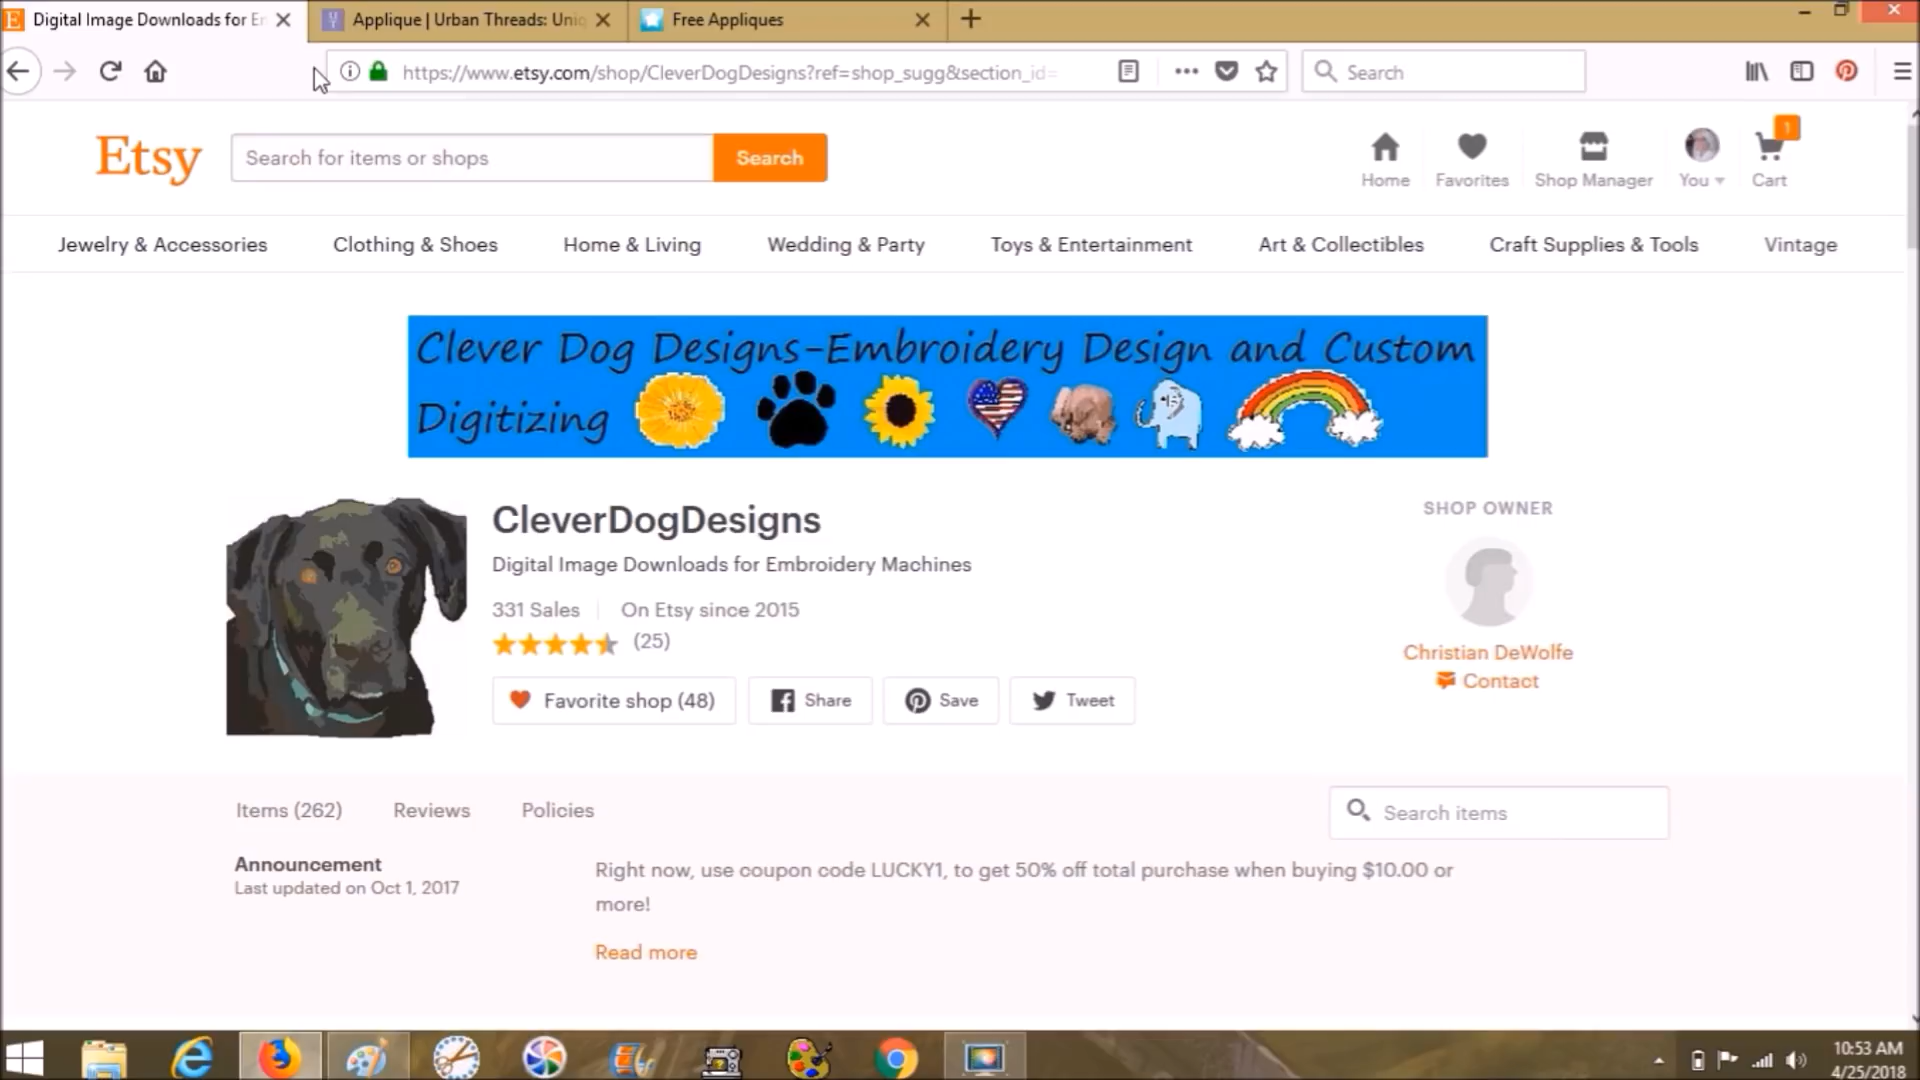 Digital Image Downloads for E
Applique | Urban Threads: Uni
Free Appliques
https://www.etsy.com/shop/CleverDogDesigns?ref=shop_sugg&section_id=
Search
Etsy
Search for items or shops
Search
Home
Favorites
Shop Manager
You
1
Cart
Jewelry & Accessories
Clothing & Shoes
Home & Living
Wedding & Party
Toys & Entertainment
Art & Collectibles
Craft Supplies & Tools
Vintage
Clever Dog Designs-Embroidery Design and Custom
Digitizing
CleverDogDesigns
Digital Image Downloads for Embroidery Machines
331 Sales
On Etsy since 2015
(25)
Favorite shop (48)
Share
Save
Tweet
SHOP OWNER
Christian DeWolfe
Contact
Items (262)
Reviews
Policies
Search items
Announcement
Last updated on Oct 1, 2017
Right now, use coupon code LUCKY1, to get 50% off total purchase when buying $10.00 or
more!
Read more
10:53 AM
4/25/2018